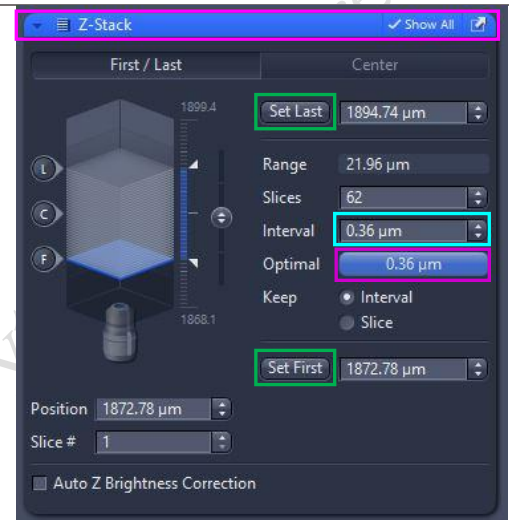 Z-Stack Show All
First / Last Center
1899.4
Set Last 1894.74 µm
L
Range 21.96 µm
Slices 62
C
Interval 0.36 µm
F
Optimal 0.36 µm
Keep Interval
Slice
1868.1
Set First 1872.78 µm
Position 1872.78 µm
Slice # 1
Auto Z Brightness Correction